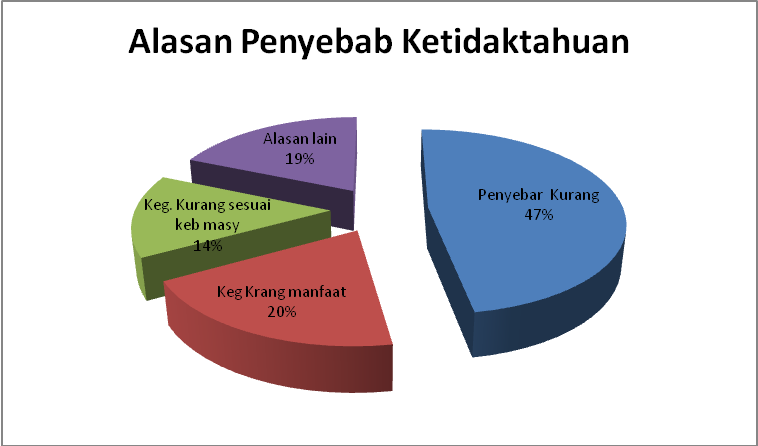 Alasan Penyebab Ketidaktahuan
Alasan lain
19%
Penyebar Kurang
47%
Keg. Kurang sesuai
keb masy
14%
Keg Krang manfaat
20%